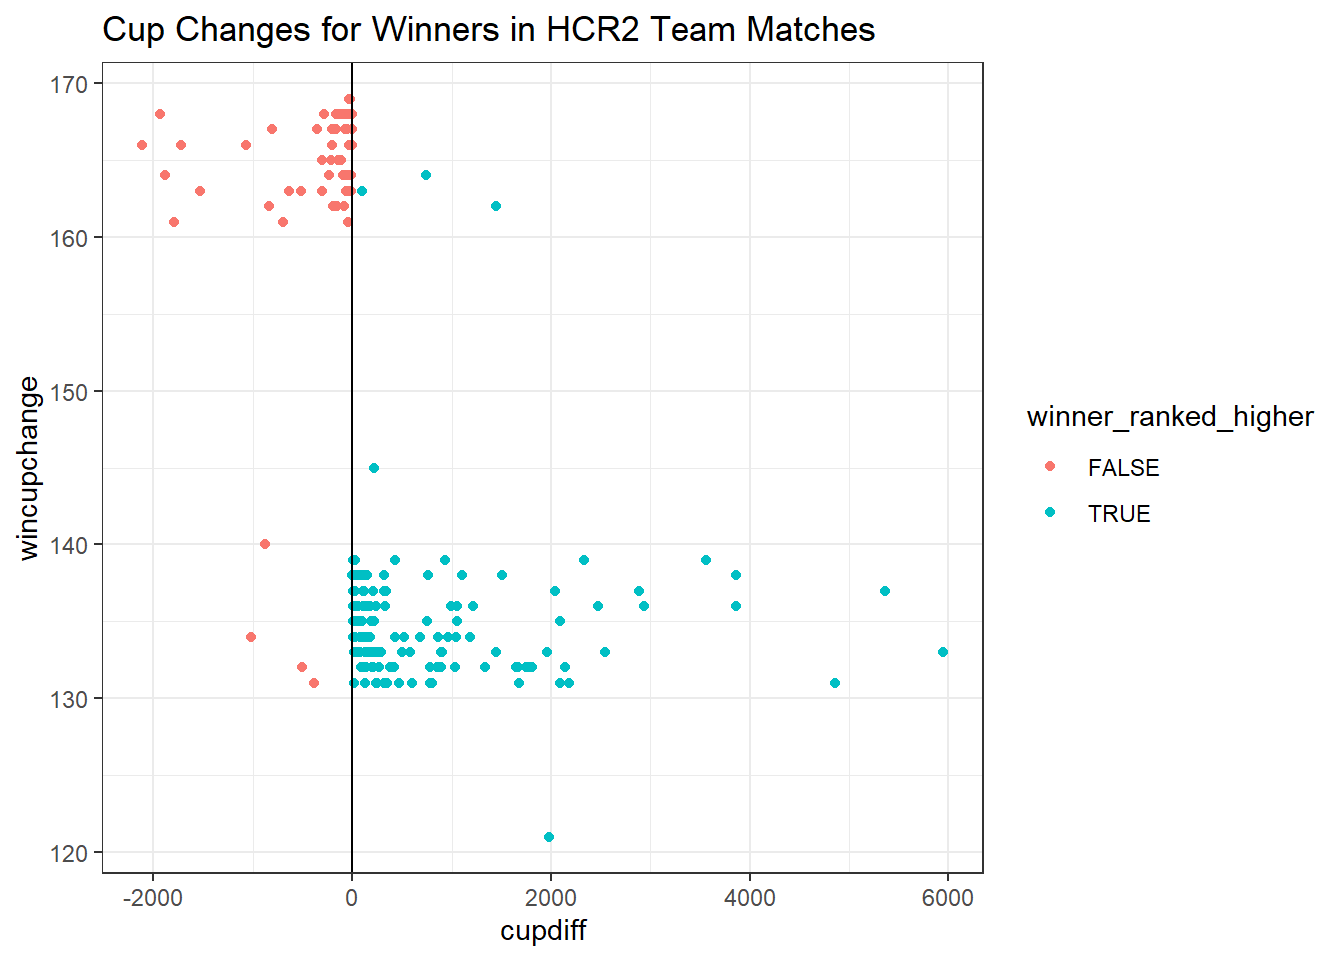 Cup Changes for Winners in HCR2 Team Matches
170
160
150
140
130
120
wincupchange
-2000
0
2000
4000
6000
cupdiff
winner_ranked_higher
FALSE
TRUE